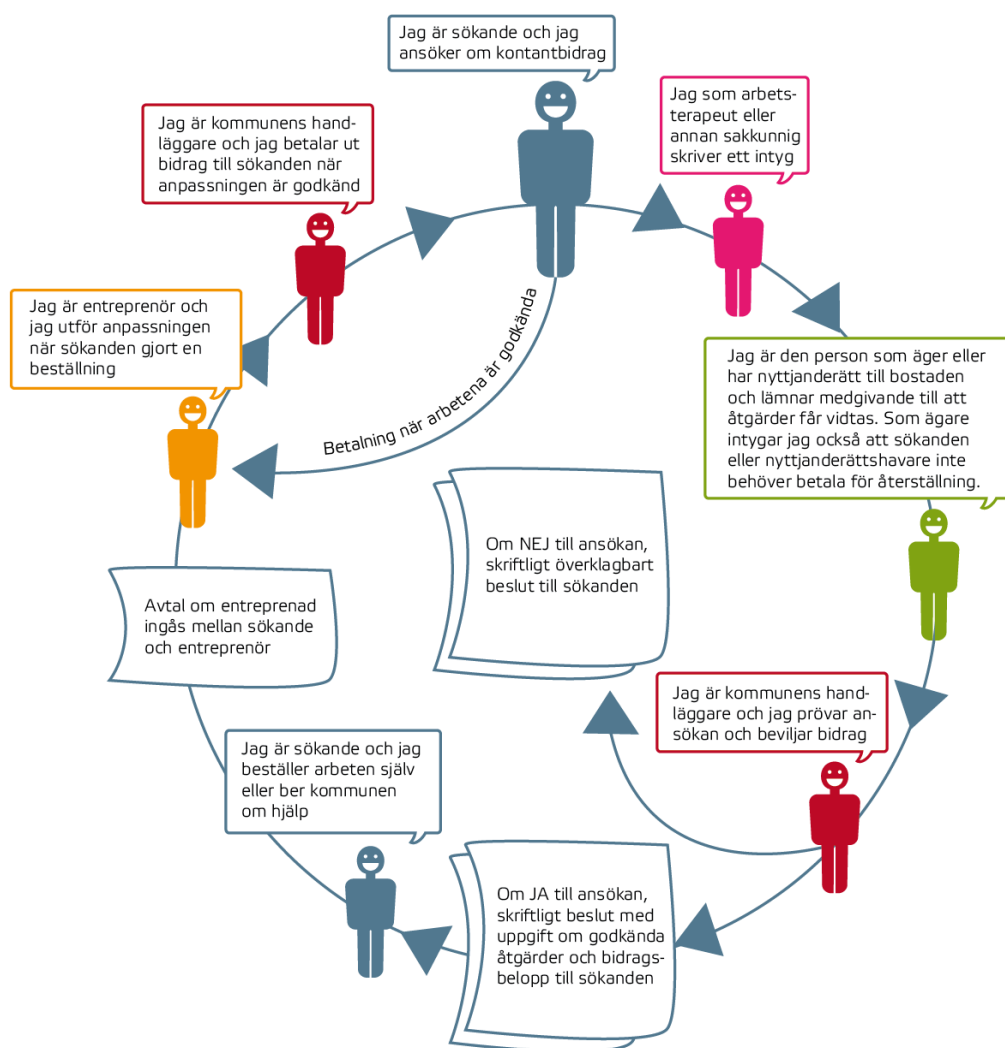 Jag är sökande och jag
ansöker om kontantbidrag
Jag som arbets-
terapeut eller
annan sakkunnig
skriver ett intyg
Jag är den person som äger eller
har nyttjanderätt till bostaden
och lämnar medgivande till att
åtgärder får vidtas. Som ägare
intygar jag också att sökanden
eller nyttjanderättshavare inte
behöver betala för återställning.
Jag är kommunens hand-
läggare och jag prövar an-
sökan och beviljar bidrag
Om NEJ till ansökan,
skriftligt överklagbart
beslut till sökanden
Om JA till ansökan,
skriftligt beslut med
uppgift om godkända
åtgärder och bidrags-
belopp till sökanden
Jag är sökande och jag
beställer arbeten själv
eller ber kommunen
om hjälp
Avtal om entreprenad
ingås mellan sökande
och entreprenör
Jag är entreprenör och
jag utför anpassningen
när sökanden gjort en
beställning
Jag är kommunens hand-
läggare och jag betalar ut
bidrag till sökanden när
anpassningen är godkänd
Betalning när arbetena är godkända